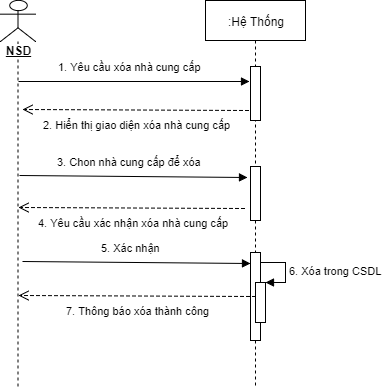 NSD
:Hệ Thống
1. Yêu cầu xóa nhà cung cấp
2. Hiển thị giao diện xóa nhà cung cấp
3. Chon nhà cung cấp để xóa
4. Yêu cầu xác nhận xóa nhà cung cấp
5. Xác nhận
6. Xóa trong CSDL
7. Thông báo xóa thành công